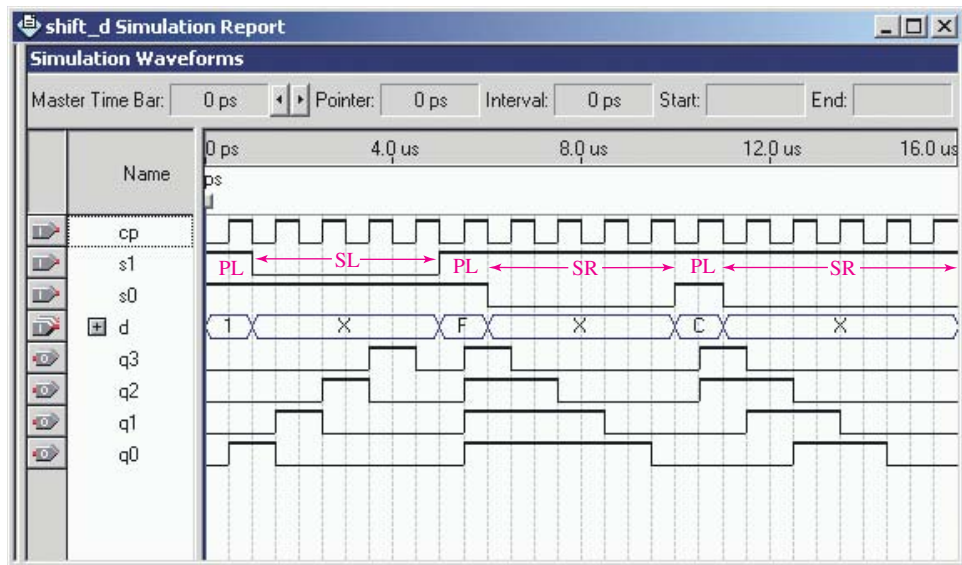 shift_d Simulation Report
Simulation Waveforms
Master Time Bar: 0 ps Pointer: 0 ps Interval: 0 ps Start: End:
Name
0 ps 4.0 us 8.0 us 12.0 us 16.0 us
ps
cp
s1 PL SL PL SR PL SR
s0
d 1 X F X C X
q3
q2
q1
q0